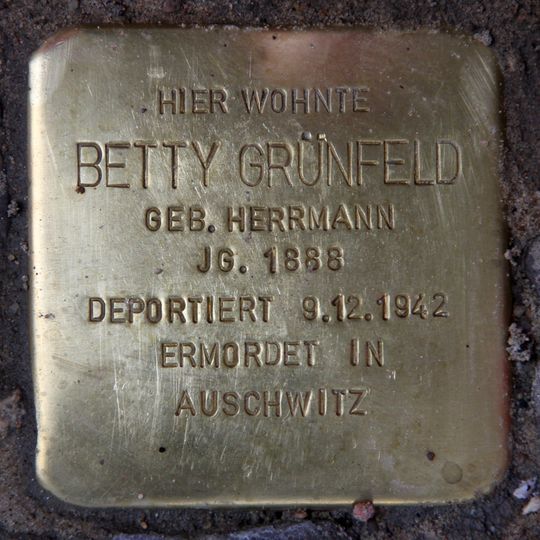 HIER WOHNTE
BETTY GRÜNFELD
GEB. HERRMANN
JG. 1888
DEPORTIERT 9.12.1942
ERMORDET IN
AUSCHWITZ